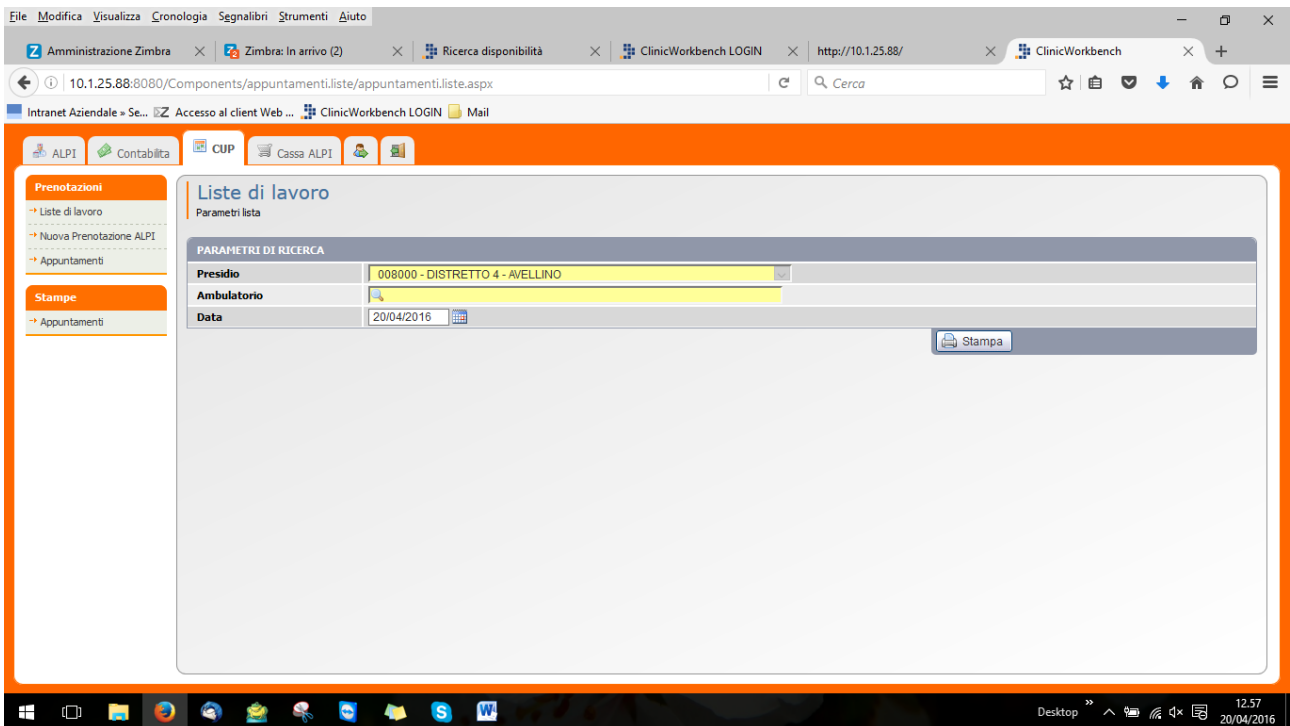 File Modifica Visualizza Cronologia Segnalibri Strumenti Aiuto
Amministrazione Zimbra Zimbra: In arrivo (2) Ricerca disponibilità ClinicWorkbench LOGIN http://10.1.25.88/ ClinicWorkbench
10.1.25.88:8080/Components/appuntamenti.liste/appuntamenti.liste.aspx Cerca
Intranet Aziendale » Se... Accesso al client Web ... ClinicWorkbench LOGIN Mail
ALPI Contabilita CUP Cassa ALPI
Prenotazioni
Liste di lavoro
Nuova Prenotazione ALPI
Appuntamenti
Stampe
Appuntamenti
Liste di lavoro
Parametri lista
PARAMETRI DI RICERCA
Presidio 008000 - DISTRETTO 4 - AVELLINO
Ambulatorio
Data 20/04/2016
Stampa
Desktop 12.57
20/04/2016